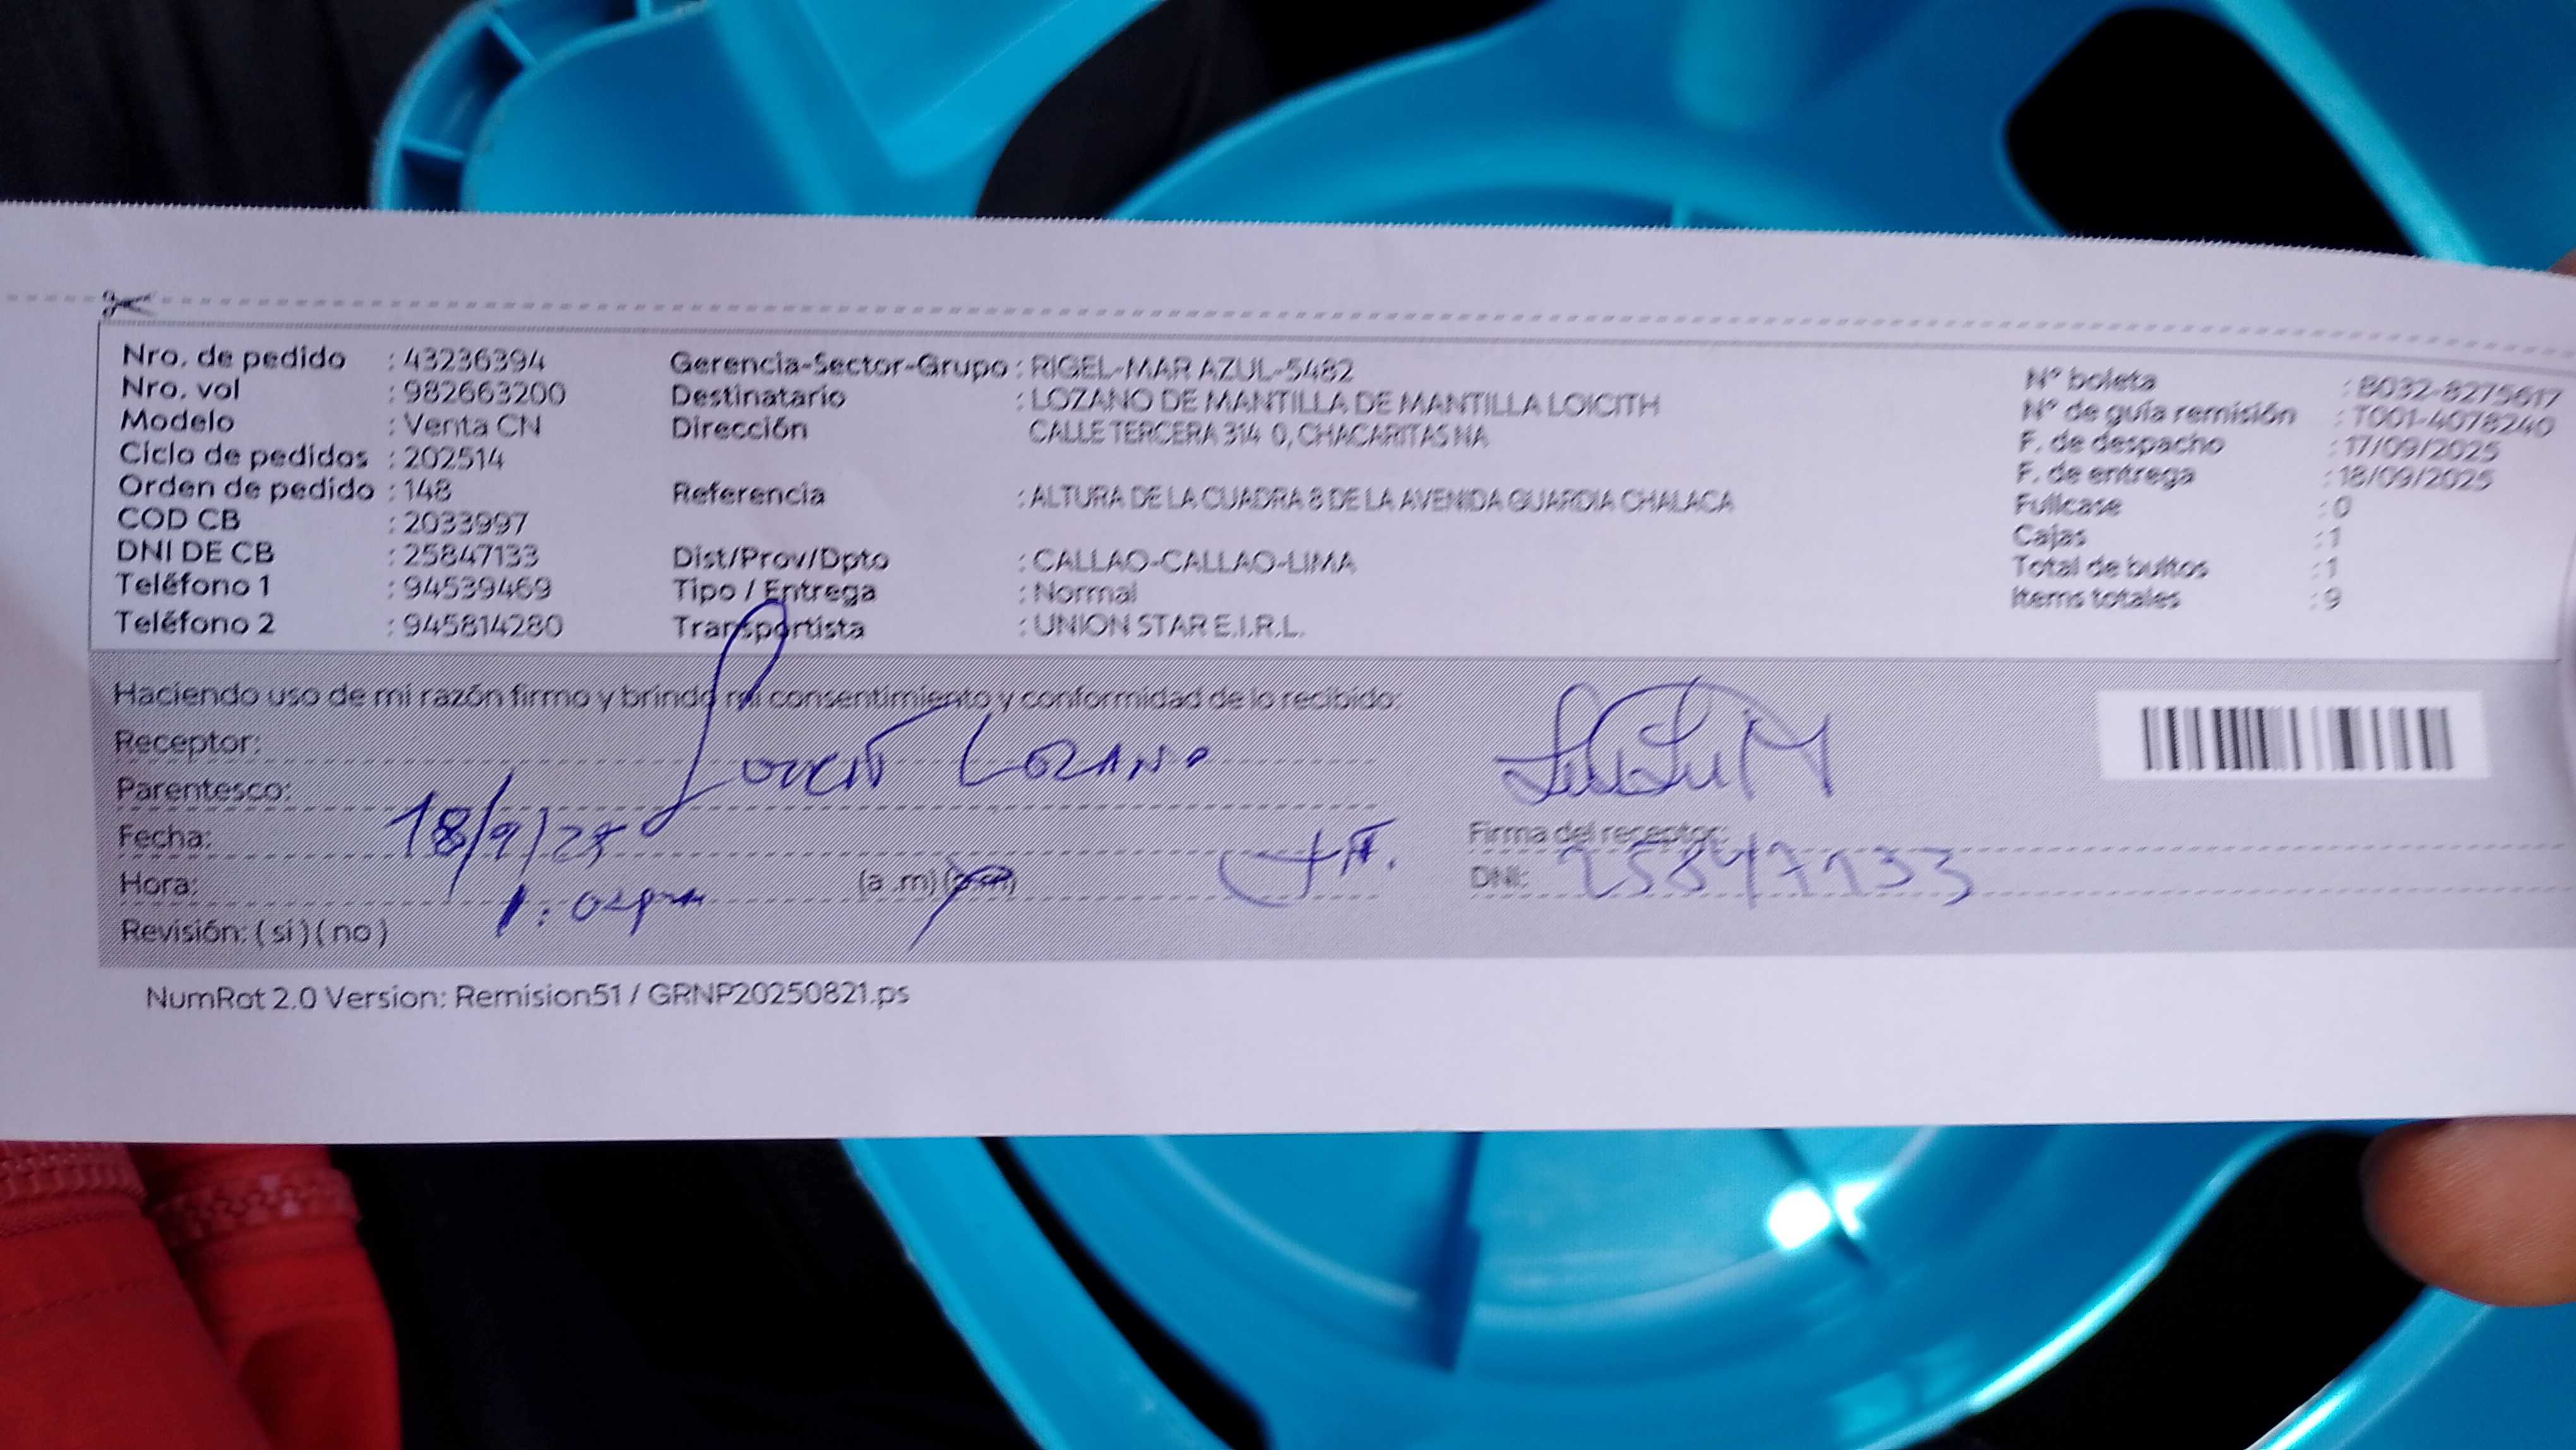 Nro. de pedido : 43236394
Nro. vol : 982663200
Modelo : Venta CN
Ciclo de pedidos : 202514
Orden de pedido : 148
COD CB : 2033997
DNI DE CB : 25847133
Teléfono 1 : 94539469
Teléfono 2 : 945814280
Gerencia-Sector-Grupo : RIGEL-MAR AZUL-5482
Destinatario : LOZANO DE MANTILLA DE MANTILLA LOICITH
Dirección CALLE TERCERA 314 0, CHACARITAS NA
Referencia : ALTURA DE LA CUADRA 8 DE LA AVENIDA GUARDIA CHALACA
Dist/Prov/Dpto : CALLAO-CALLAO-LIMA
Tipo / Entrega : Normal
Transportista : UNION STAR E.I.R.L.
N° boleta : B032-8275617
N° de guía remisión : T001-4078240
F. de despacho : 17/09/2025
F. de entrega : 18/09/2025
Fullcase : 0
Cajas : 1
Total de bultos : 1
Items totales : 9
Haciendo uso de mi razón firmo y brindo mi consentimiento y conformidad de lo recibido:
Receptor: LOZANO
Parentesco:
Fecha: 18/9/25
Hora: (a .m) (p.m)
Revisión: ( si ) ( no )
Firma del receptor:
DNI: 25847133
NumRot 2.0 Version: Remision51 / GRNP20250821.ps